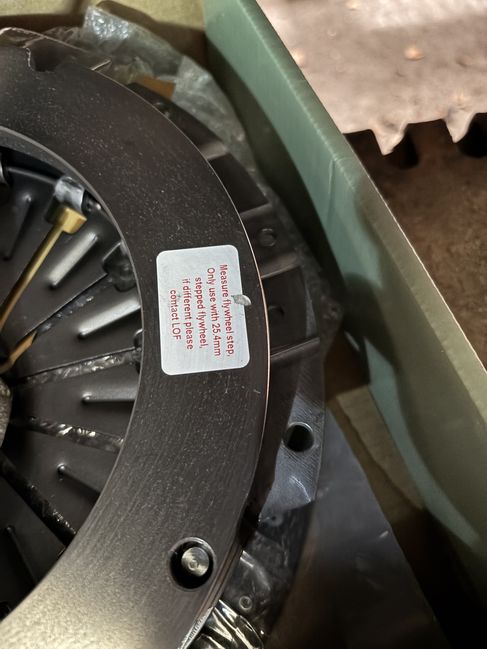 Measure flywheel step,
Only use with 25.4mm
stepped flywheel,
if different please
contact LOF